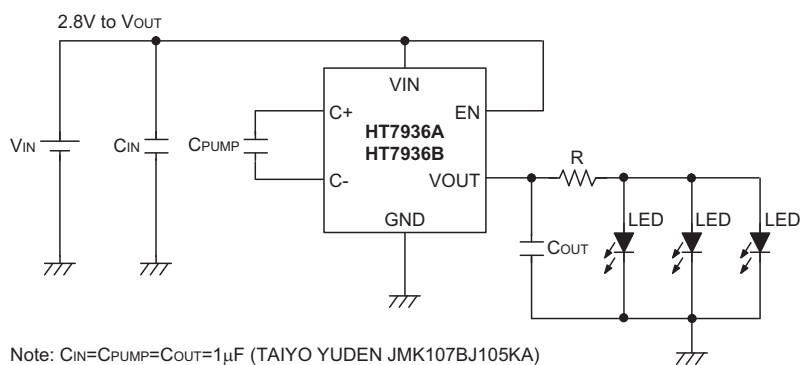 2.8V to VOUT
VIN
C+
EN
HT7936A
HT7936B
VIN
CIN
CPUMP
C-
VOUT
R
GND
COUT
LED
LED
LED
Note: CIN=CPUMP=COUT=1μF (TAIYO YUDEN JMK107BJ105KA)